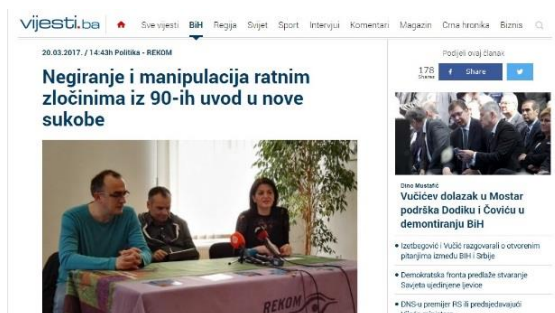 vijesti.ba
Sve vijesti BiH Regija Svijet Sport Intervjui Komentari Magazin Crna hronika Biznis
20.03.2017. / 14:43h Politika - REKOM
Negiranje i manipulacija ratnim
zločinima iz 90-ih uvod u nove
sukobe
REKOM
Podijeli ovaj članak
178
Shares
Share
Dino Mustafić
Vučićev dolazak u Mostar
podrška Dodiku i Čoviću u
demontiranju BiH
Izetbegović i Vučić razgovarali o otvorenim
pitanjima između BIH i Srbije
Demokratska fronta predlaže stvaranje
Savjeta ujedinjene ljevice
DNS-u premijer RS ili predsjedavajući